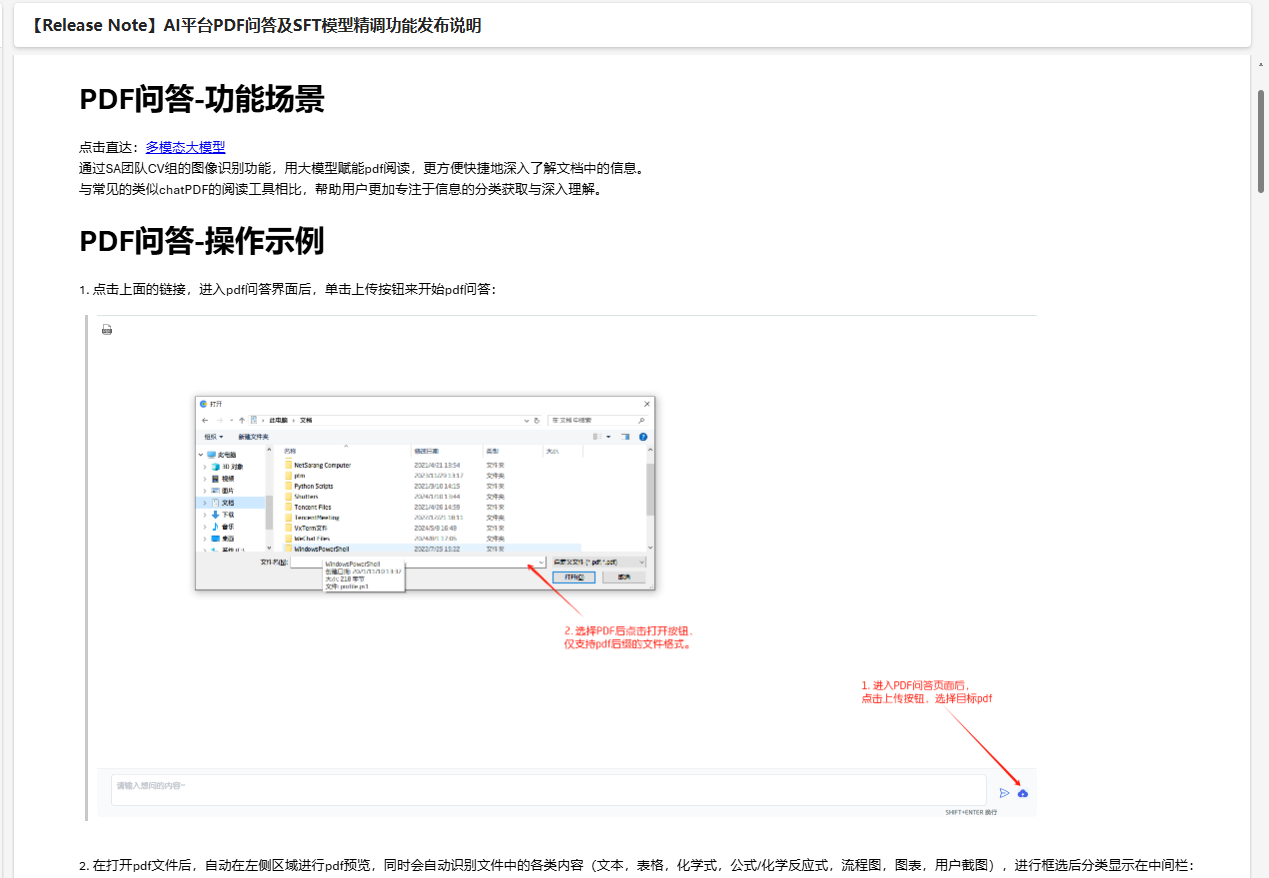 【Release Note】AI平台PDF问答及SFT模型精调功能发布说明
PDF问答-功能场景
点击直达：多模态大模型
通过SA团队CV组的图像识别功能，用大模型赋能pdf阅读，更方便快捷地深入了解文档中的信息。
与常见的类似chatPDF的阅读工具相比，帮助用户更加专注于信息的分类获取与深入理解。
PDF问答-操作示例
1. 点击上面的链接，进入pdf问答界面后，单击上传按钮来开始pdf问答：
打开
此电脑 › 文档
在 文档 中搜索
组织 新建文件夹
名称 修改日期 类型 大小
此电脑
3D 对象
视频
图片
文档
下载
音乐
桌面
NetSarang Computer 2021/4/21 13:54 文件夹
ptm 2023/11/29 13:17 文件夹
Python Scripts 2021/3/18 14:15 文件夹
Shutters 文件夹
Tencent Files 2021/4/26 14:59 文件夹
TencentMeeting 文件夹
VxTerm文件 2024/5/8 16:49 文件夹
WeChat Files 文件夹
WindowsPowerShell 2022/7/25 15:22 文件夹
文件名(N):
自定义文件 (*.pdf;*.pdf)
WindowsPowerShell
大小: 218 字节
文件: profile.ps1
打开(O) 取消
2. 选择PDF后点击打开按钮，
仅支持pdf后缀的文件格式。
1. 进入PDF问答页面后，
点击上传按钮，选择目标pdf
请输入想问的内容~
SHIFT+ENTER 换行
2. 在打开pdf文件后，自动在左侧区域进行pdf预览，同时会自动识别文件中的各类内容（文本，表格，化学式，公式/化学反应式，流程图，图表，用户截图），进行框选后分类显示在中间栏：